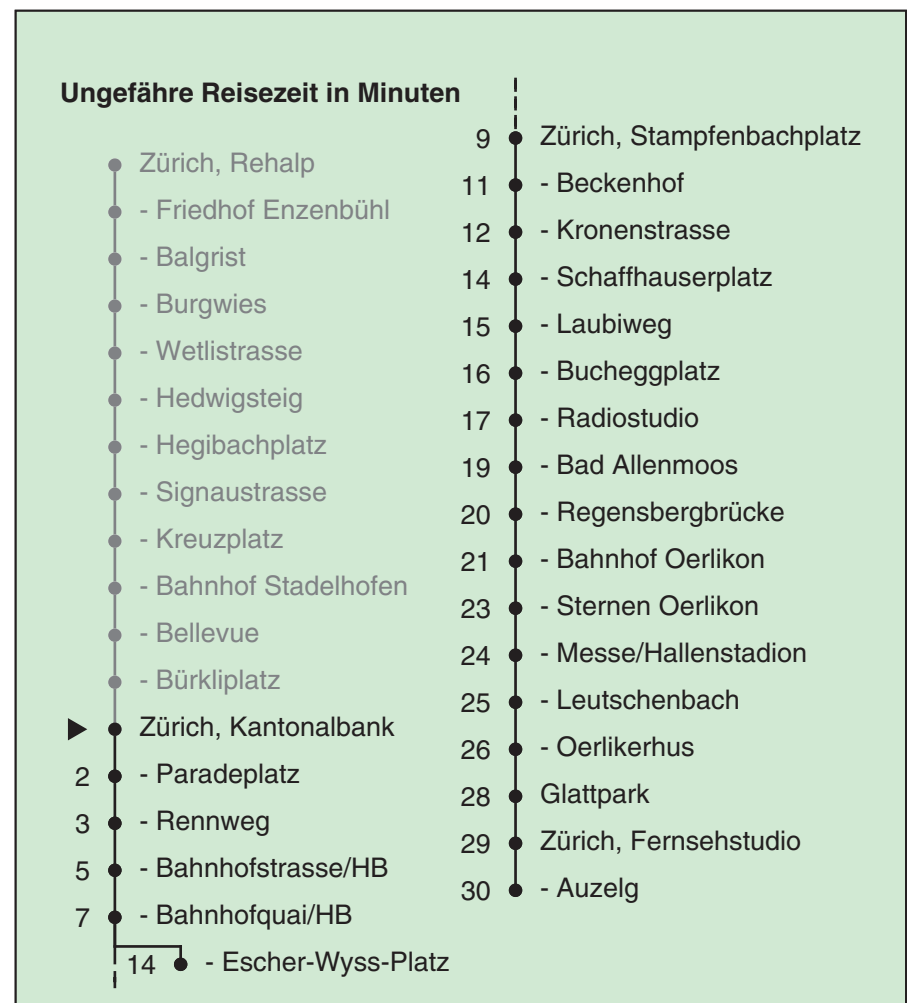 Ungefähre Reisezeit in Minuten
Zürich, Rehalp
- Friedhof Enzenbühl
- Balgrist
- Burgwies
- Wetlistrasse
- Hedwigsteig
- Hegibachplatz
- Signaustrasse
- Kreuzplatz
- Bahnhof Stadelhofen
- Bellevue
- Bürkliplatz
Zürich, Kantonalbank
2 - Paradeplatz
3 - Rennweg
5 - Bahnhofstrasse/HB
7 - Bahnhofquai/HB
14 - Escher-Wyss-Platz
9 Zürich, Stampfenbachplatz
11 - Beckenhof
12 - Kronenstrasse
14 - Schaffhauserplatz
15 - Laubiweg
16 - Bucheggplatz
17 - Radiostudio
19 - Bad Allenmoos
20 - Regensbergbrücke
21 - Bahnhof Oerlikon
23 - Sternen Oerlikon
24 - Messe/Hallenstadion
25 - Leutschenbach
26 - Oerlikerhus
28 Glattpark
29 Zürich, Fernsehstudio
30 - Auzelg